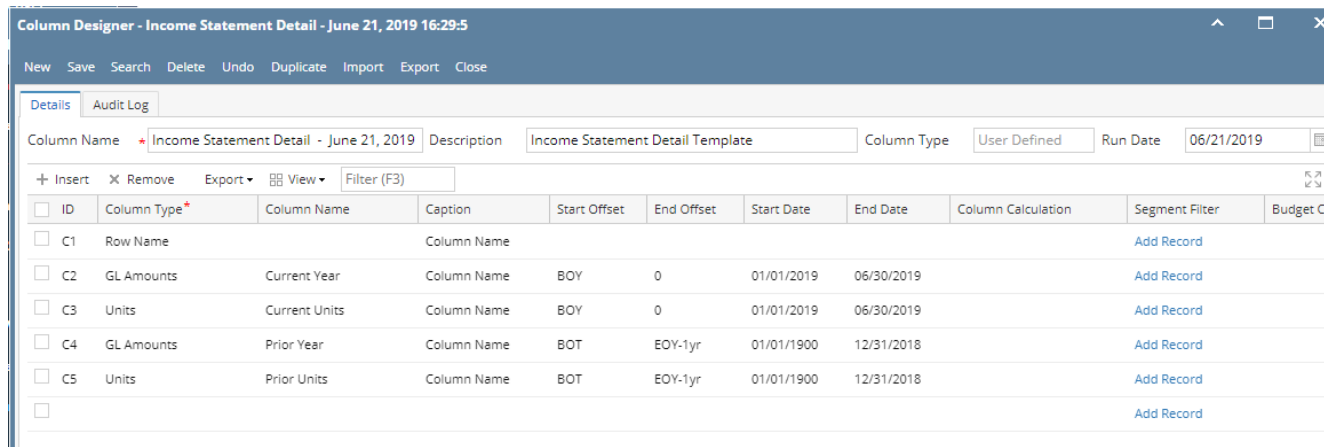 Column Designer - Income Statement Detail - June 21, 2019 16:29:5
New Save Search Delete Undo Duplicate Import Export Close
Details Audit Log
Column Name * Income Statement Detail - June 21, 2019 Description Income Statement Detail Template Column Type User Defined Run Date 06/21/2019
+ Insert × Remove Export View Filter (F3)
ID Column Type* Column Name Caption Start Offset End Offset Start Date End Date Column Calculation Segment Filter Budget C
C1 Row Name Column Name Add Record
C2 GL Amounts Current Year Column Name BOY 0 01/01/2019 06/30/2019 Add Record
C3 Units Current Units Column Name BOY 0 01/01/2019 06/30/2019 Add Record
C4 GL Amounts Prior Year Column Name BOT EOY-1yr 01/01/1900 12/31/2018 Add Record
C5 Units Prior Units Column Name BOT EOY-1yr 01/01/1900 12/31/2018 Add Record
Add Record